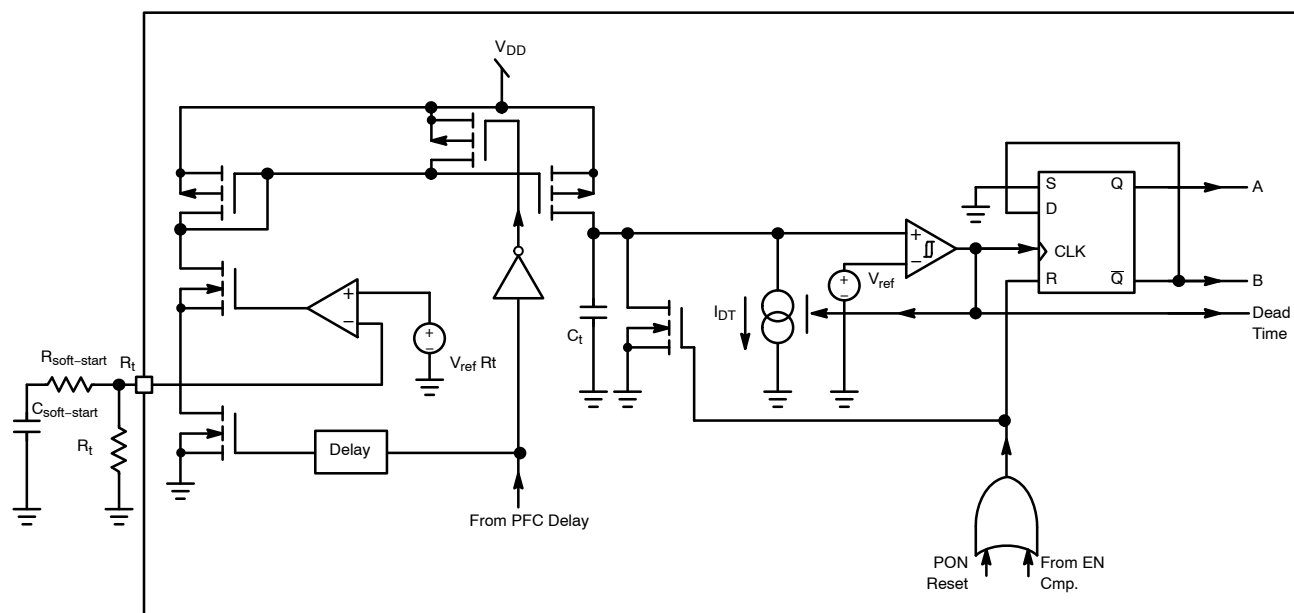 VDD
S
Q
A
D
CLK
+
−
Vref
R
Q
B
IDT
Dead
Time
Ct
+
−
+
−
Vref Rt
+
−
Rsoft−start
Rt
Csoft−start
Rt
Delay
From PFC Delay
PON
Reset
From EN
Cmp.